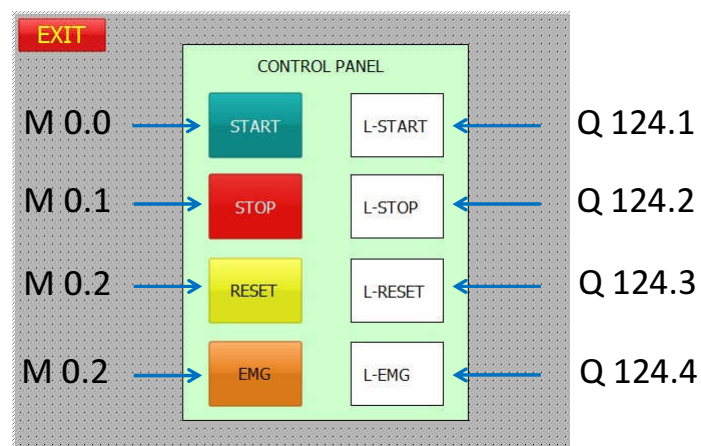 EXIT
CONTROL PANEL
M 0.0 START L-START Q 124.1
M 0.1 STOP L-STOP Q 124.2
M 0.2 RESET L-RESET Q 124.3
M 0.2 EMG L-EMG Q 124.4